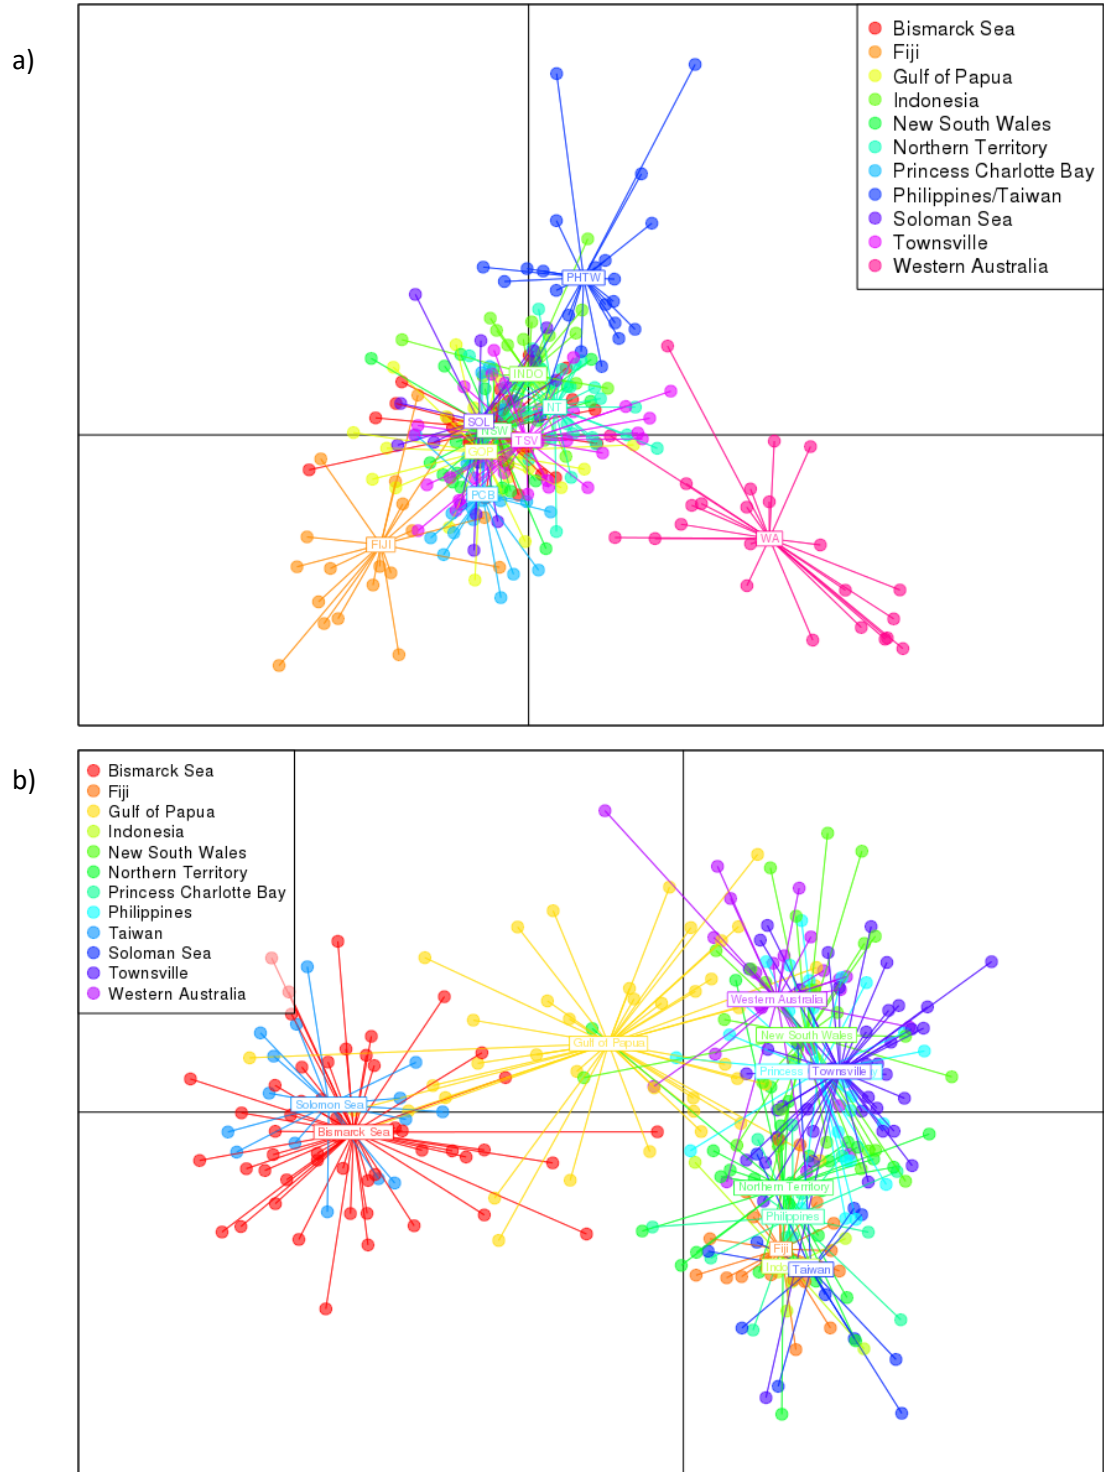 a)
Bismarck Sea
Fiji
Gulf of Papua
Indonesia
New South Wales
Northern Territory
Princess Charlotte Bay
Philippines/Taiwan
Soloman Sea
Townsville
Western Australia
PHTW
INDO
NT
SOL
NSW
TSV
GOP
PCB
FIJI
WA
b)
Bismarck Sea
Fiji
Gulf of Papua
Indonesia
New South Wales
Northern Territory
Princess Charlotte Bay
Philippines
Taiwan
Soloman Sea
Townsville
Western Australia
Western Australia
New South Wales
Gulf of Papua
Princess
Townsville
Solomon Sea
Bismarck Sea
Northern Territory
Philippines
Fiji
Taiwan